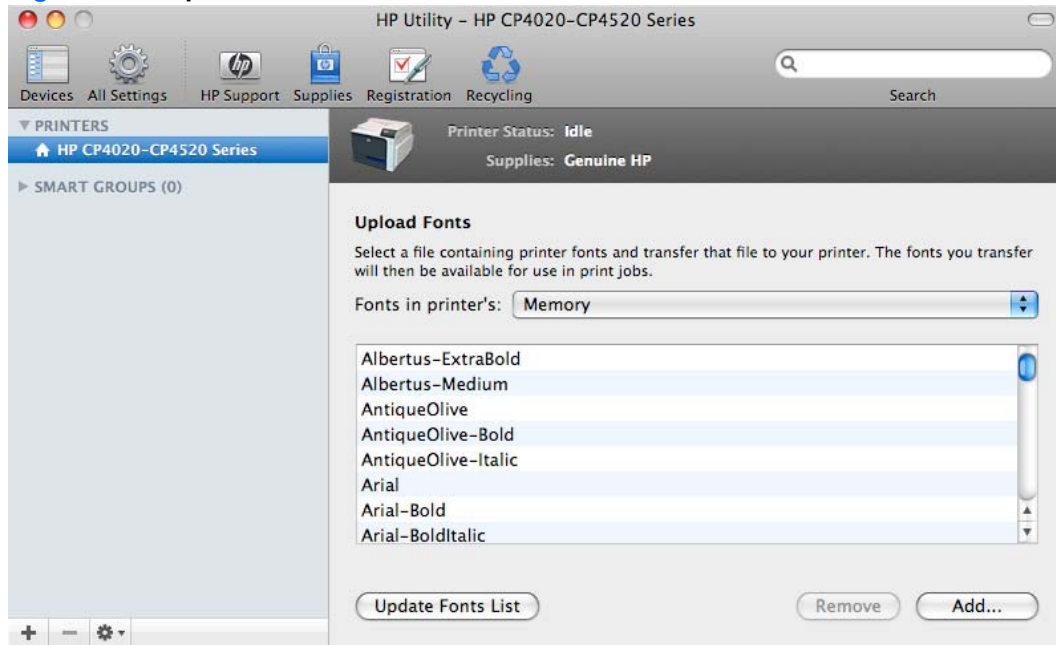 HP Utility – HP CP4020–CP4520 Series
Devices All Settings HP Support Supplies Registration Recycling Search
PRINTERS
HP CP4020–CP4520 Series
SMART GROUPS (0)
Printer Status: Idle
Supplies: Genuine HP
Upload Fonts
Select a file containing printer fonts and transfer that file to your printer. The fonts you transfer
will then be available for use in print jobs.
Fonts in printer's: Memory
Albertus–ExtraBold
Albertus–Medium
AntiqueOlive
AntiqueOlive–Bold
AntiqueOlive–Italic
Arial
Arial–Bold
Arial–BoldItalic
Update Fonts List Remove Add...